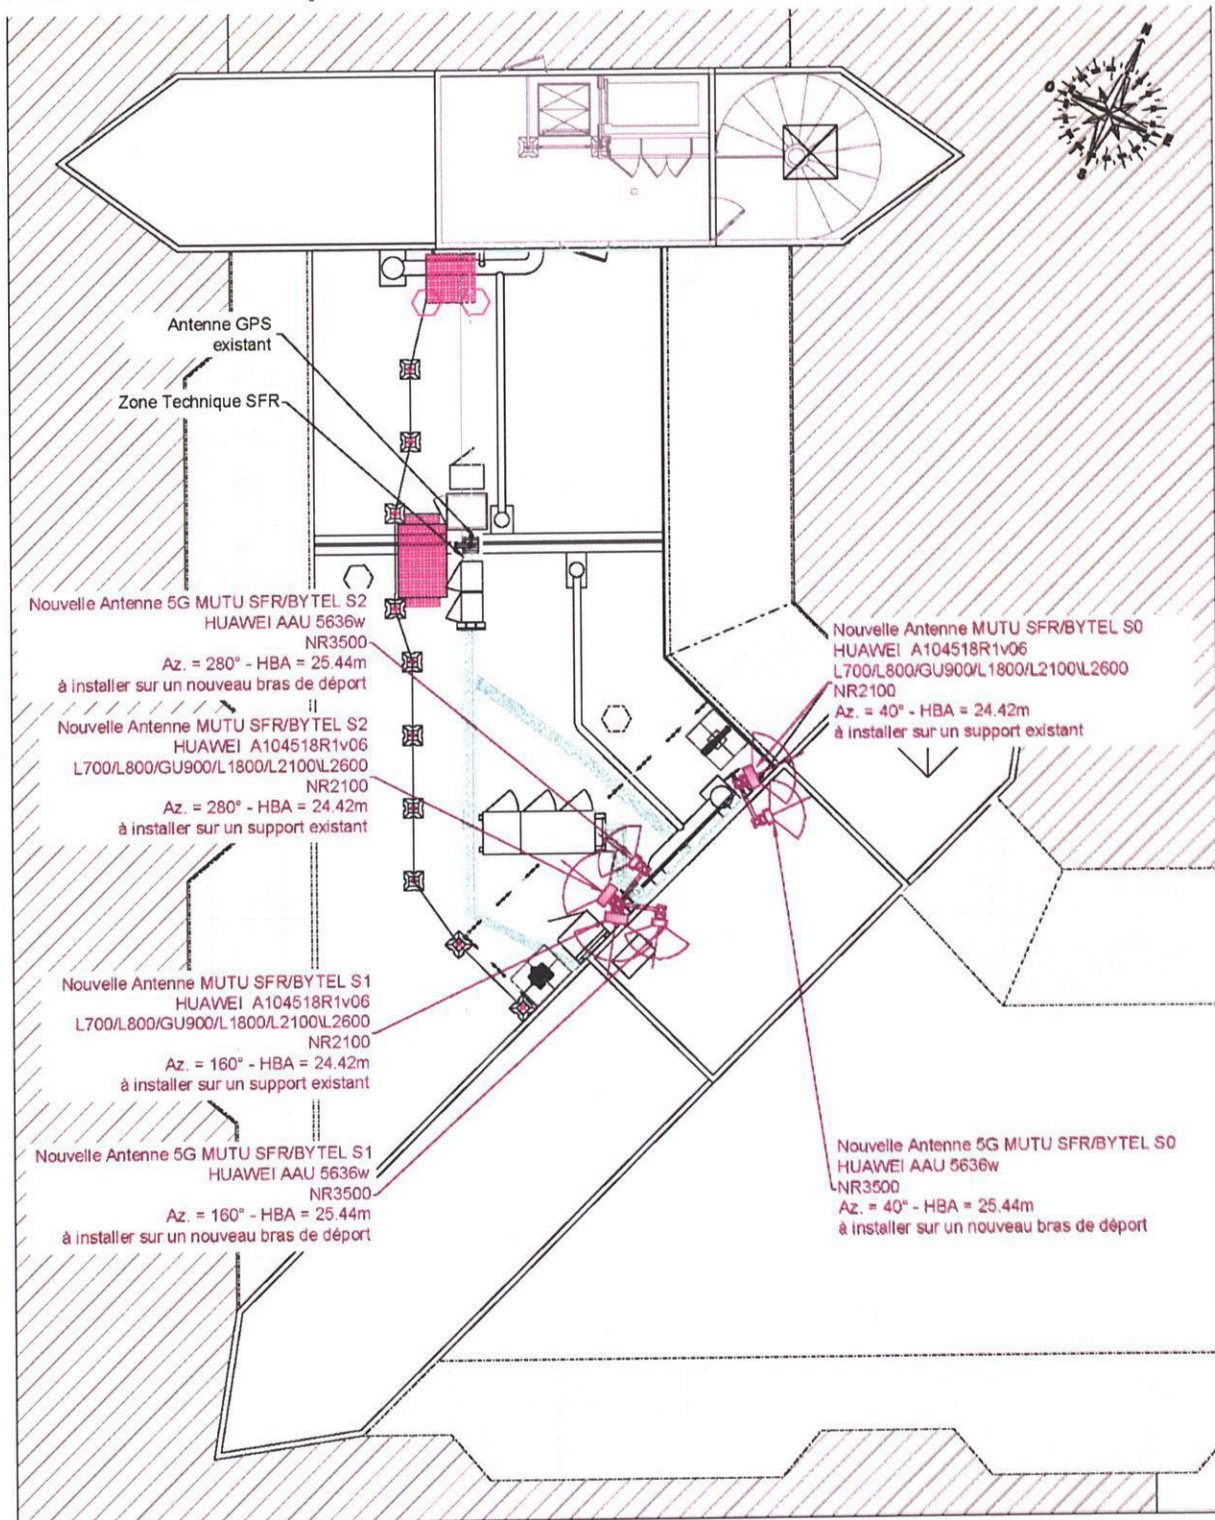 N
O
E
S
Antenne GPS
existant
Zone Technique SFR
Nouvelle Antenne 5G MUTU SFR/BYTEL S2
HUAWEI AAU 5636w
NR3500
Az. = 280° - HBA = 25.44m
à installer sur un nouveau bras de déport
Nouvelle Antenne MUTU SFR/BYTEL S2
HUAWEI A104518R1v06
L700/L800/GU900/L1800/L2100\L2600
NR2100
Az. = 280° - HBA = 24.42m
à installer sur un support existant
Nouvelle Antenne MUTU SFR/BYTEL S0
HUAWEI A104518R1v06
L700/L800/GU900/L1800/L2100\L2600
NR2100
Az. = 40° - HBA = 24.42m
à installer sur un support existant
Nouvelle Antenne MUTU SFR/BYTEL S1
HUAWEI A104518R1v06
L700/L800/GU900/L1800/L2100\L2600
NR2100
Az. = 160° - HBA = 24.42m
à installer sur un support existant
Nouvelle Antenne 5G MUTU SFR/BYTEL S1
HUAWEI AAU 5636w
NR3500
Az. = 160° - HBA = 25.44m
à installer sur un nouveau bras de déport
Nouvelle Antenne 5G MUTU SFR/BYTEL S0
HUAWEI AAU 5636w
NR3500
Az. = 40° - HBA = 25.44m
à installer sur un nouveau bras de déport